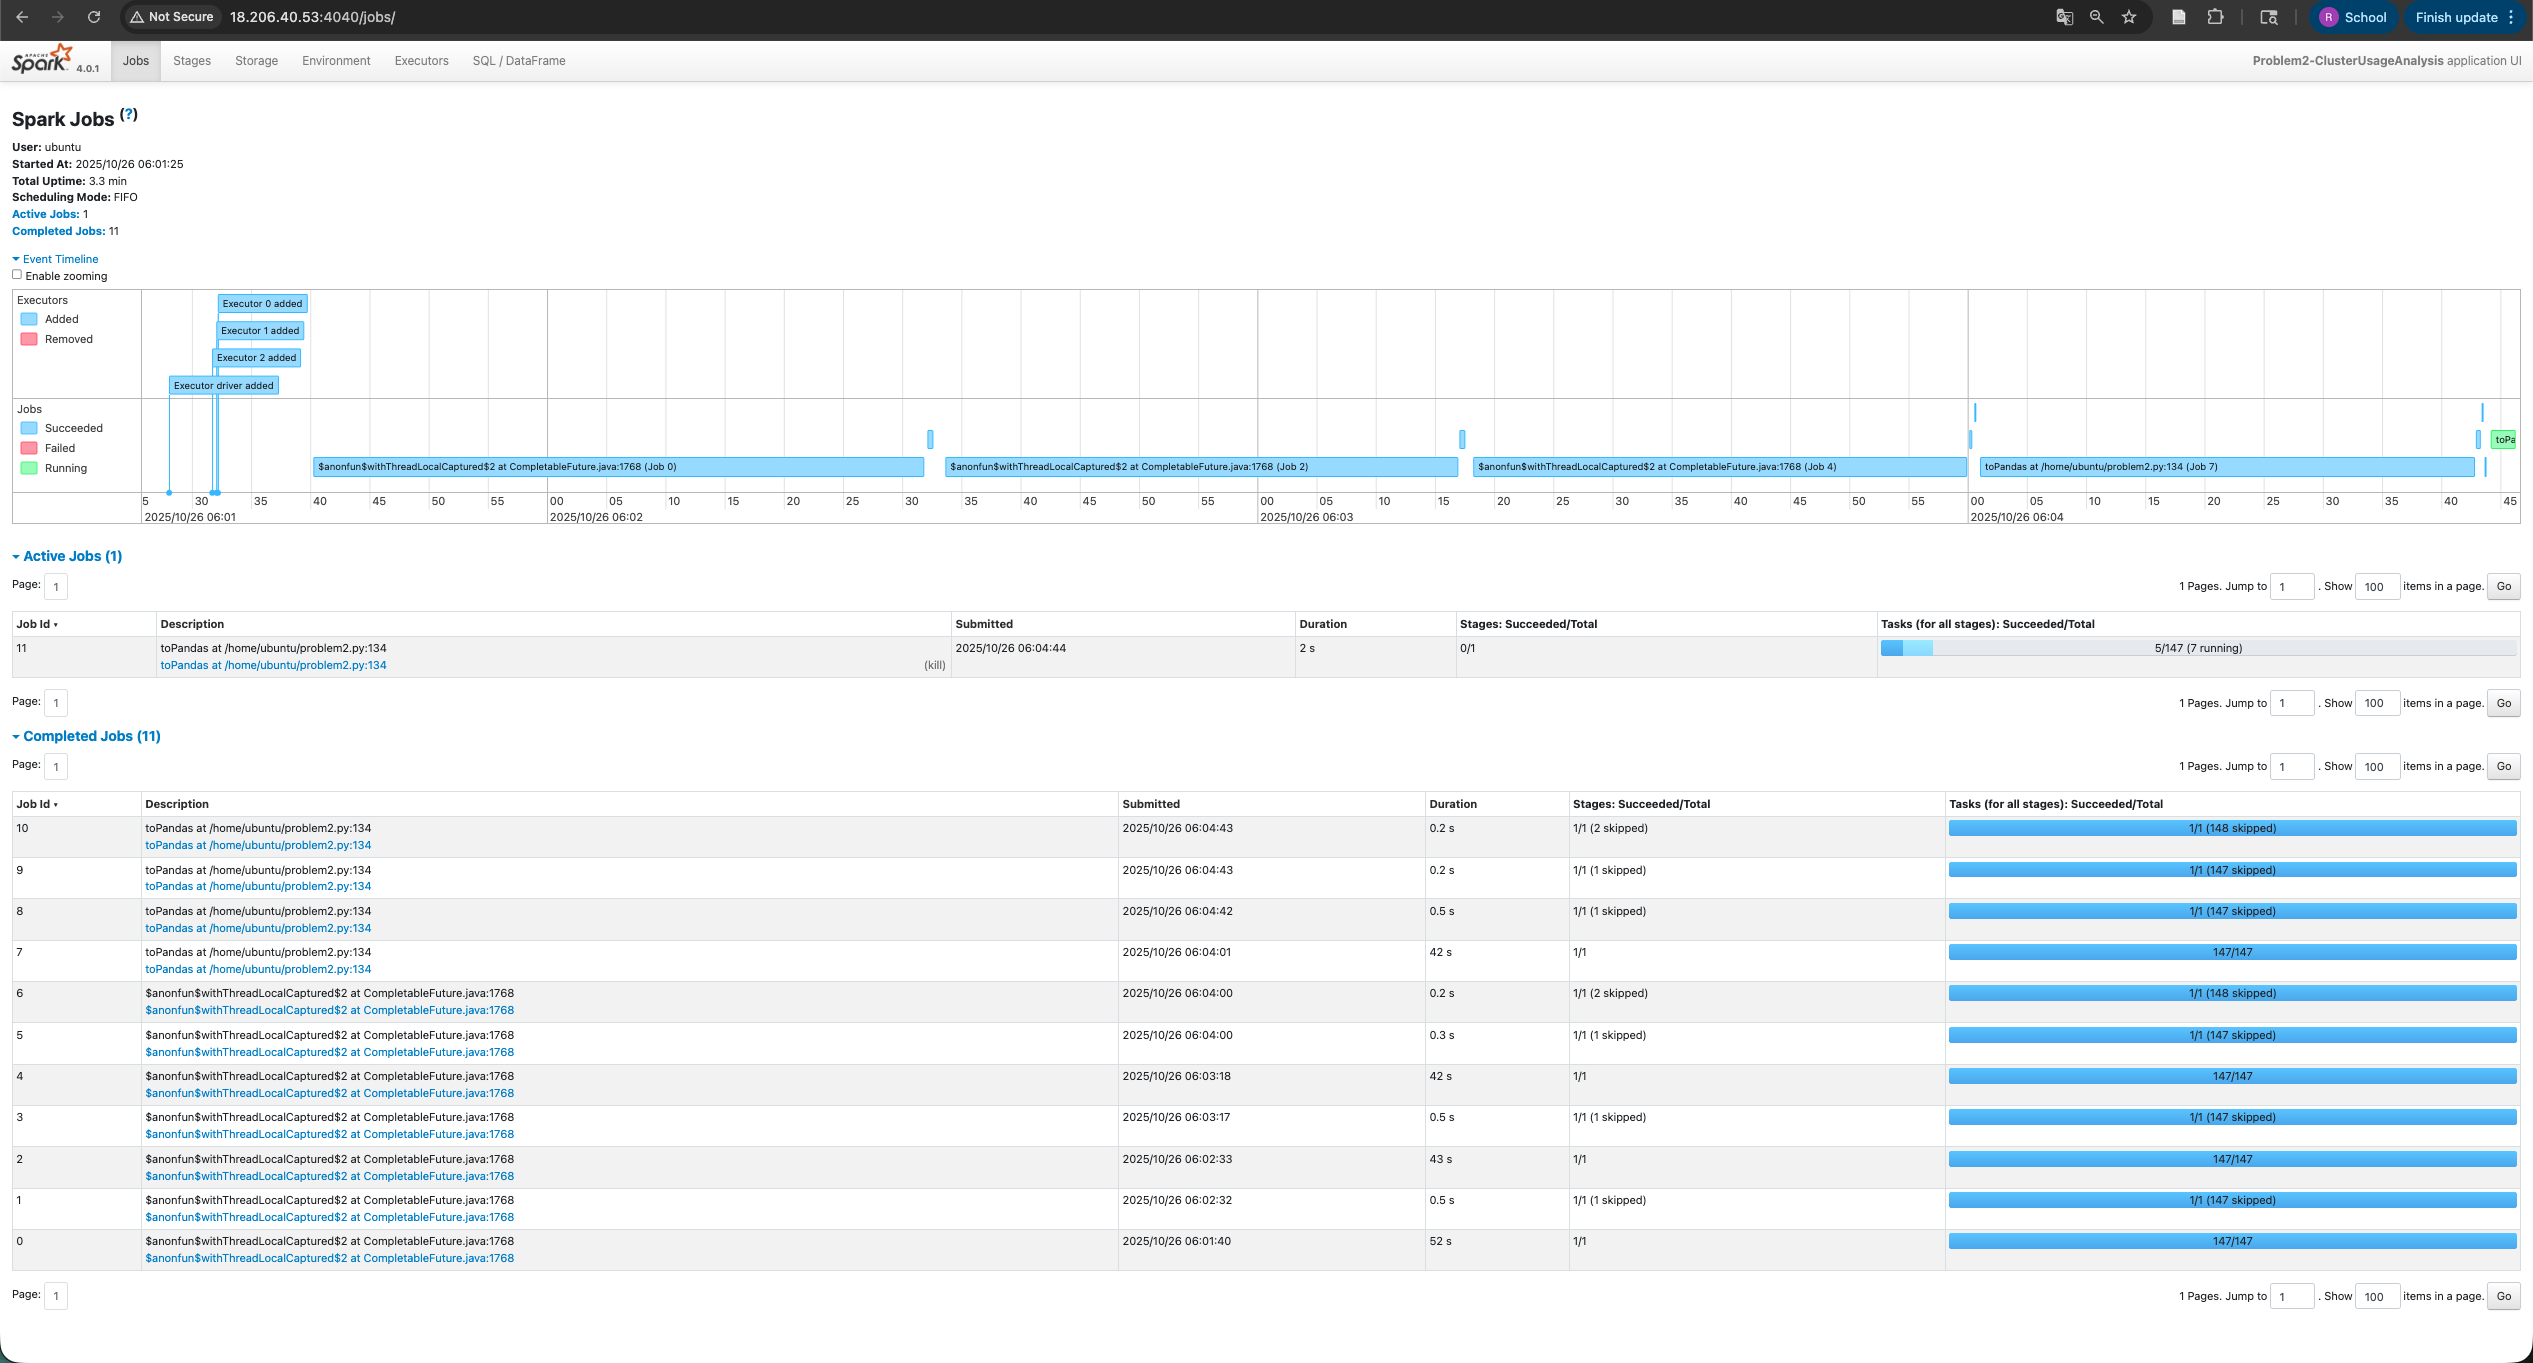 Not Secure 18.206.40.53:4040/jobs/ R School Finish update
APACHE Spark 4.0.1 Jobs Stages Storage Environment Executors SQL / DataFrame Problem2-ClusterUsageAnalysis application UI
Spark Jobs (?)
User: ubuntu
Started At: 2025/10/26 06:01:25
Total Uptime: 3.3 min
Scheduling Mode: FIFO
Active Jobs: 1
Completed Jobs: 11
Event Timeline
Enable zooming
Executors
Added
Removed
Executor 0 added
Executor 1 added
Executor 2 added
Executor driver added
Jobs
Succeeded
Failed
Running
toPa
$anonfun$withThreadLocalCaptured$2 at CompletableFuture.java:1768 (Job 0) $anonfun$withThreadLocalCaptured$2 at CompletableFuture.java:1768 (Job 2) $anonfun$withThreadLocalCaptured$2 at CompletableFuture.java:1768 (Job 4) toPandas at /home/ubuntu/problem2.py:134 (Job 7)
5 30 35 40 45 50 55 00 05 10 15 20 25 30 35 40 45 50 55 00 05 10 15 20 25 30 35 40 45 50 55 00 05 10 15 20 25 30 35 40 45
2025/10/26 06:01 2025/10/26 06:02 2025/10/26 06:03 2025/10/26 06:04
Active Jobs (1)
Page: 1 1 Pages. Jump to 1 . Show 100 items in a page. Go
Job Id Description Submitted Duration Stages: Succeeded/Total Tasks (for all stages): Succeeded/Total
11 toPandas at /home/ubuntu/problem2.py:134 2025/10/26 06:04:44 2 s 0/1 5/147 (7 running)
toPandas at /home/ubuntu/problem2.py:134 (kill)
Page: 1 1 Pages. Jump to 1 . Show 100 items in a page. Go
Completed Jobs (11)
Page: 1 1 Pages. Jump to 1 . Show 100 items in a page. Go
Job Id Description Submitted Duration Stages: Succeeded/Total Tasks (for all stages): Succeeded/Total
10 toPandas at /home/ubuntu/problem2.py:134 2025/10/26 06:04:43 0.2 s 1/1 (2 skipped) 1/1 (148 skipped)
toPandas at /home/ubuntu/problem2.py:134
9 toPandas at /home/ubuntu/problem2.py:134 2025/10/26 06:04:43 0.2 s 1/1 (1 skipped) 1/1 (147 skipped)
toPandas at /home/ubuntu/problem2.py:134
8 toPandas at /home/ubuntu/problem2.py:134 2025/10/26 06:04:42 0.5 s 1/1 (1 skipped) 1/1 (147 skipped)
toPandas at /home/ubuntu/problem2.py:134
7 toPandas at /home/ubuntu/problem2.py:134 2025/10/26 06:04:01 42 s 1/1 147/147
toPandas at /home/ubuntu/problem2.py:134
6 $anonfun$withThreadLocalCaptured$2 at CompletableFuture.java:1768 2025/10/26 06:04:00 0.2 s 1/1 (2 skipped) 1/1 (148 skipped)
$anonfun$withThreadLocalCaptured$2 at CompletableFuture.java:1768
5 $anonfun$withThreadLocalCaptured$2 at CompletableFuture.java:1768 2025/10/26 06:04:00 0.3 s 1/1 (1 skipped) 1/1 (147 skipped)
$anonfun$withThreadLocalCaptured$2 at CompletableFuture.java:1768
4 $anonfun$withThreadLocalCaptured$2 at CompletableFuture.java:1768 2025/10/26 06:03:18 42 s 1/1 147/147
$anonfun$withThreadLocalCaptured$2 at CompletableFuture.java:1768
3 $anonfun$withThreadLocalCaptured$2 at CompletableFuture.java:1768 2025/10/26 06:03:17 0.5 s 1/1 (1 skipped) 1/1 (147 skipped)
$anonfun$withThreadLocalCaptured$2 at CompletableFuture.java:1768
2 $anonfun$withThreadLocalCaptured$2 at CompletableFuture.java:1768 2025/10/26 06:02:33 43 s 1/1 147/147
$anonfun$withThreadLocalCaptured$2 at CompletableFuture.java:1768
1 $anonfun$withThreadLocalCaptured$2 at CompletableFuture.java:1768 2025/10/26 06:02:32 0.5 s 1/1 (1 skipped) 1/1 (147 skipped)
$anonfun$withThreadLocalCaptured$2 at CompletableFuture.java:1768
0 $anonfun$withThreadLocalCaptured$2 at CompletableFuture.java:1768 2025/10/26 06:01:40 52 s 1/1 147/147
$anonfun$withThreadLocalCaptured$2 at CompletableFuture.java:1768
Page: 1 1 Pages. Jump to 1 . Show 100 items in a page. Go